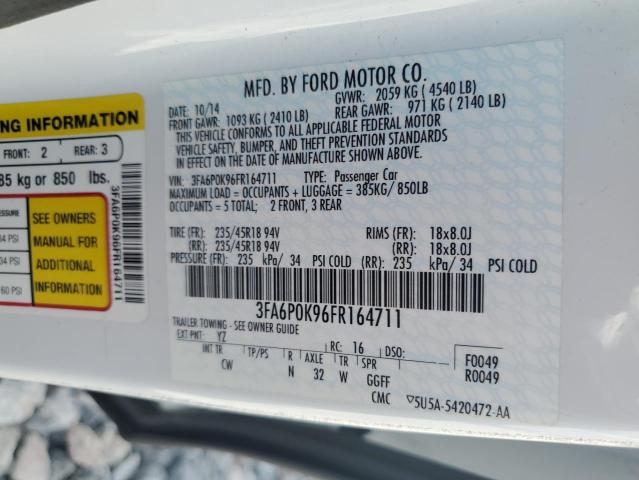 MFD. BY FORD MOTOR CO.
DATE: 10/14 GVWR: 2059 KG ( 4540 LB)
FRONT GAWR: 1093 KG ( 2410 LB) REAR GAWR: 971 KG ( 2140 LB)
THIS VEHICLE CONFORMS TO ALL APPLICABLE FEDERAL MOTOR
VEHICLE SAFETY, BUMPER, AND THEFT PREVENTION STANDARDS
IN EFFECT ON THE DATE OF MANUFACTURE SHOWN ABOVE.
VIN: 3FA6P0K96FR164711 TYPE: Passenger Car
MAXIMUM LOAD = OCCUPANTS + LUGGAGE = 385KG/ 850LB
OCCUPANTS = 5 TOTAL; 2 FRONT, 3 REAR
TIRE (FR): 235/45R18 94V RIMS (FR): 18x8.0J
(RR): 235/45R18 94V (RR): 18x8.0J
PRESSURE (FR): 235 kPa/ 34 PSI COLD (RR): 235 kPa/ 34 PSI COLD
3FA6P0K96FR164711
TRAILER TOWING - SEE OWNER GUIDE
EXT PNT: YZ RC: 16 DSO:
INT TR TP/PS R AXLE TR SPR F0049
CW N 32 W GGFF R0049
CMC ▽5U5A-5420472-AA
NG INFORMATION
FRONT: 2 REAR: 3
85 kg or 850 lbs.
SEE OWNERS
MANUAL FOR
ADDITIONAL
INFORMATION
34 PSI
60 PSI
3FA6P0K96FR164711